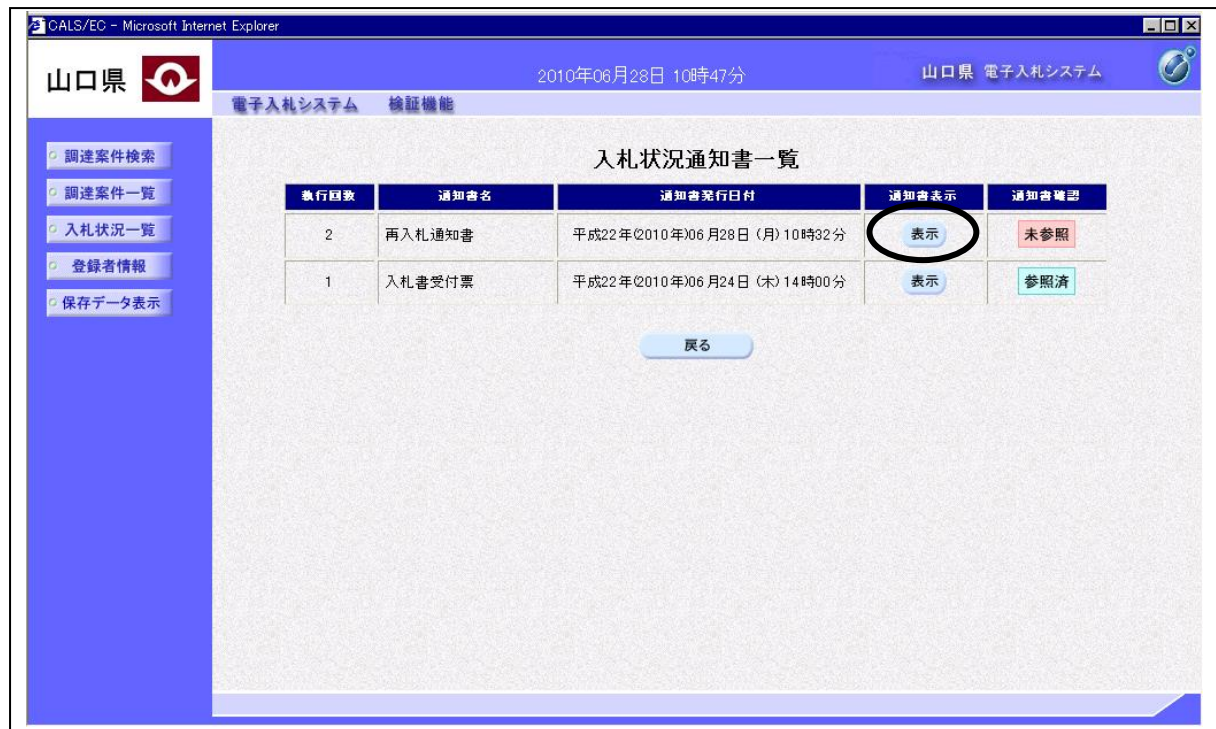 CALS/EC - Microsoft Internet Explorer
山口県
2010年06月28日 10時47分
山口県 電子入札システム
電子入札システム 検証機能
調達案件検索
調達案件一覧
入札状況一覧
登録者情報
保存データ表示
入札状況通知書一覧
執行回数 通知書名 通知書発行日付 通知書表示 通知書確認
2 再入札通知書 平成22年(2010年)06月28日 (月) 10時32分 表示 未参照
1 入札書受付票 平成22年(2010年)06月24日 (木) 14時00分 表示 参照済
戻る